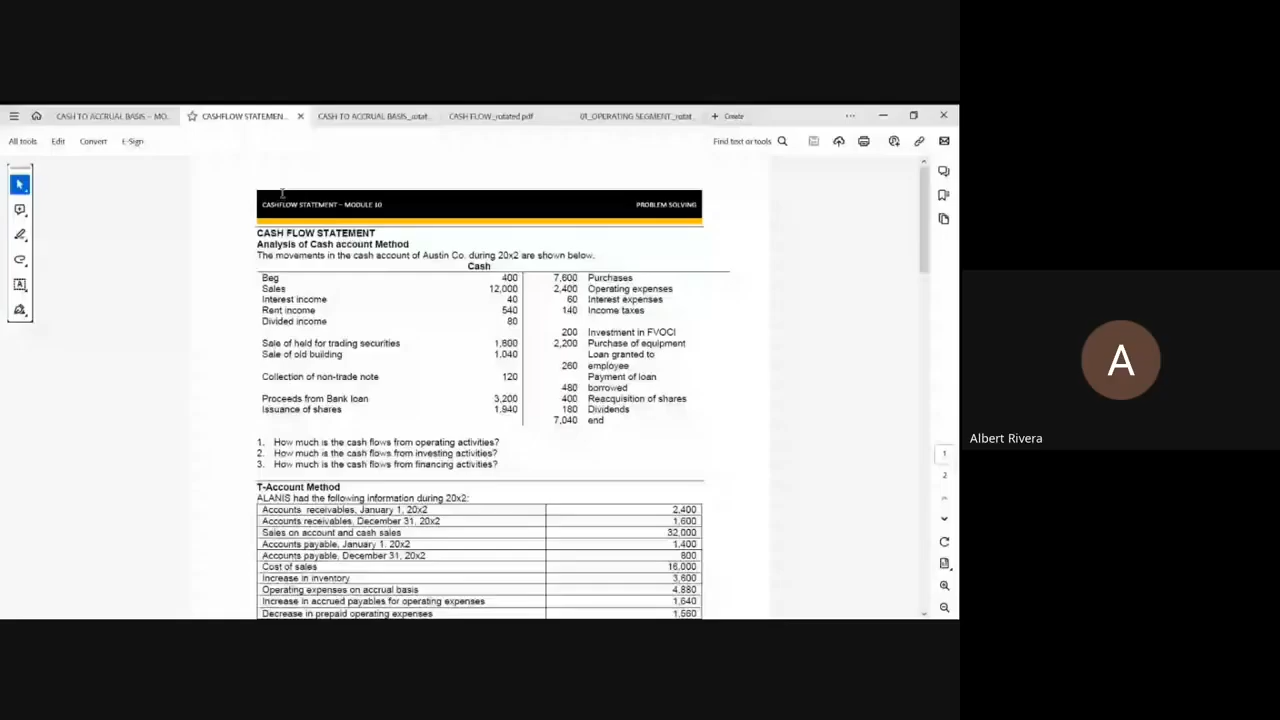 CASH TO ACCRUAL BASIS – MO... CASHFLOW STATEMEN... CASH TO ACCRUAL BASIS_rotat... CASH FLOW_rotated.pdf 01_OPERATING SEGMENT_rotat... Create
All tools Edit Convert E-Sign Find text or tools
CASHFLOW STATEMENT – MODULE 10 PROBLEM SOLVING
CASH FLOW STATEMENT
Analysis of Cash account Method
The movements in the cash account of Austin Co. during 20x2 are shown below.
Cash
Beg 400 7,600 Purchases
Sales 12,000 2,400 Operating expenses
Interest income 40 60 Interest expenses
Rent income 540 140 Income taxes
Divided income 80
200 Investment in FVOCI
Sale of held for trading securities 1,800 2,200 Purchase of equipment
Sale of old building 1,040 Loan granted to
260 employee
Collection of non-trade note 120 Payment of loan
480 borrowed
Proceeds from Bank loan 3,200 400 Reacquisition of shares
Issuance of shares 1,940 180 Dividends
7,040 end
1. How much is the cash flows from operating activities?
2. How much is the cash flows from investing activities?
3. How much is the cash flows from financing activities?
T-Account Method
ALANIS had the following information during 20x2:
Accounts receivables, January 1, 20x2 2,400
Accounts receivables, December 31, 20x2 1,600
Sales on account and cash sales 32,000
Accounts payable, January 1, 20x2 1,400
Accounts payable, December 31, 20x2 800
Cost of sales 16,000
Increase in inventory 3,600
Operating expenses on accrual basis 4,880
Increase in accrued payables for operating expenses 1,640
Decrease in prepaid operating expenses 1,560
1
2
A
Albert Rivera